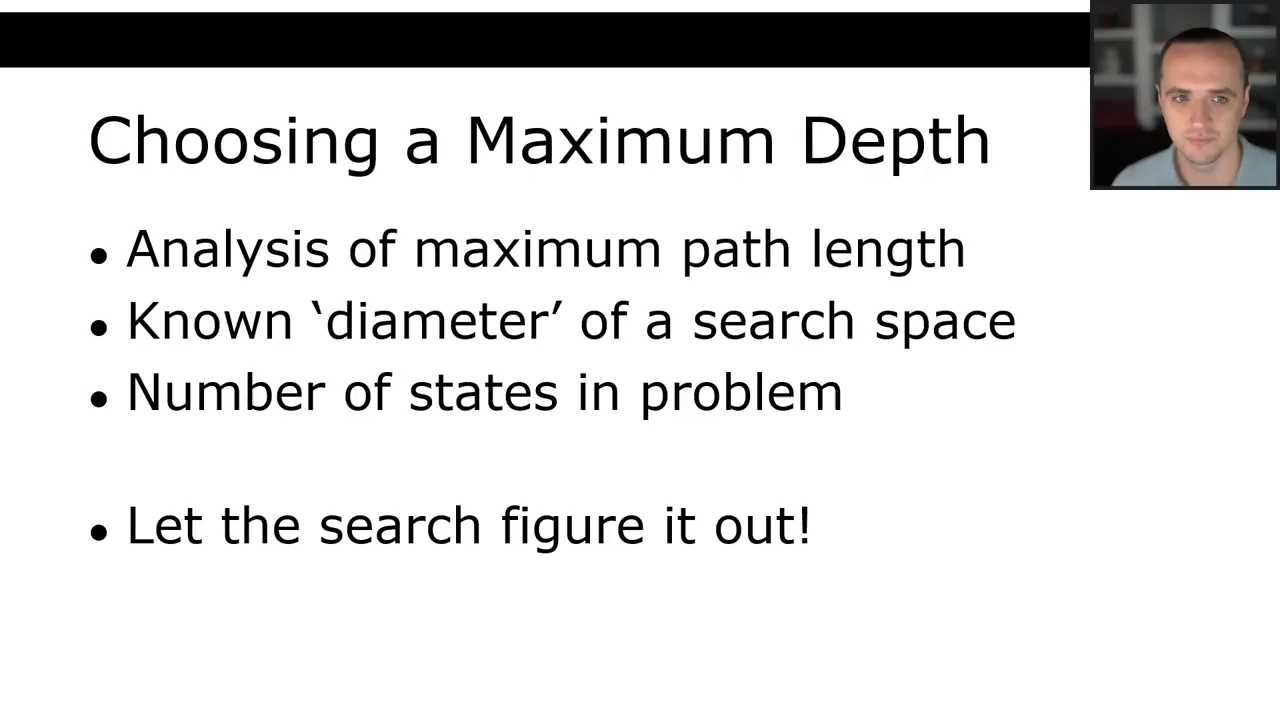 Choosing a Maximum Depth
• Analysis of maximum path length
• Known ‘diameter’ of a search space
• Number of states in problem
• Let the search figure it out!